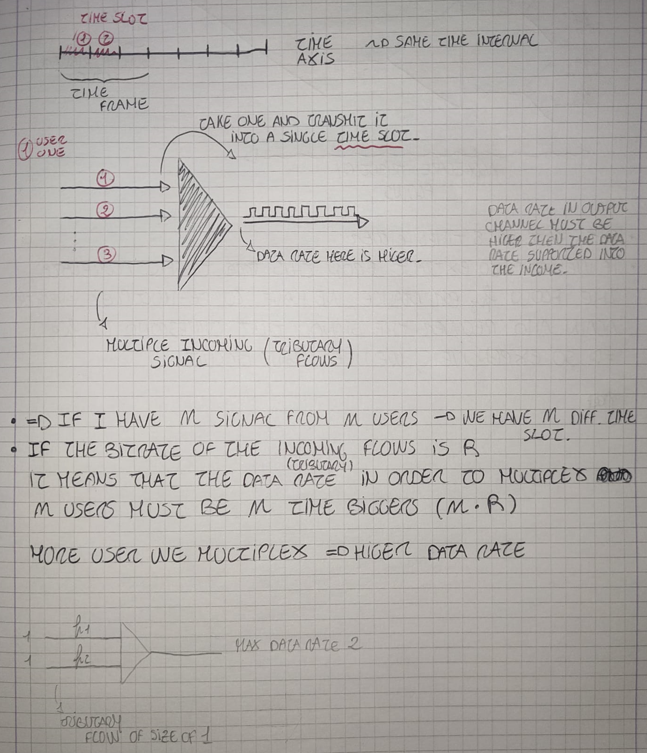 TIME SLOT
1 2
TIME AXIS ⇝ SAME TIME INTERNAL
TIME FRAME
TAKE ONE AND TRANSMIT IT
INTO A SINGLE TIME SLOT.
1 USER ONE
1
2
3
DATA RATE HERE IS HIGER.
DATA RATE IN OUTPUT
CHANNEL MUST BE
HIGER THEN THE DATA
RATE SUPPORTED INTO
THE INCOME.
MULTIPLE INCOMING (TRIBUTARY
SIGNAL FLOWS)
• ⇒ IF I HAVE M SIGNAL FROM M USERS → WE HAVE M DIFF. TIME
SLOT.
• IF THE BITRATE OF THE INCOMING FLOWS IS R
(TRIBUTARY)
IT MEANS THAT THE DATA RATE IN ORDER TO MULTIPLEX
M USERS MUST BE M TIME BIGGERS (M·R)
MORE USER WE MULTIPLEX ⇒ HIGER DATA RATE
1 h1
1 h2
MAX DATA RATE 2
TRIBUTARY
FLOW OF SIZE OF 1